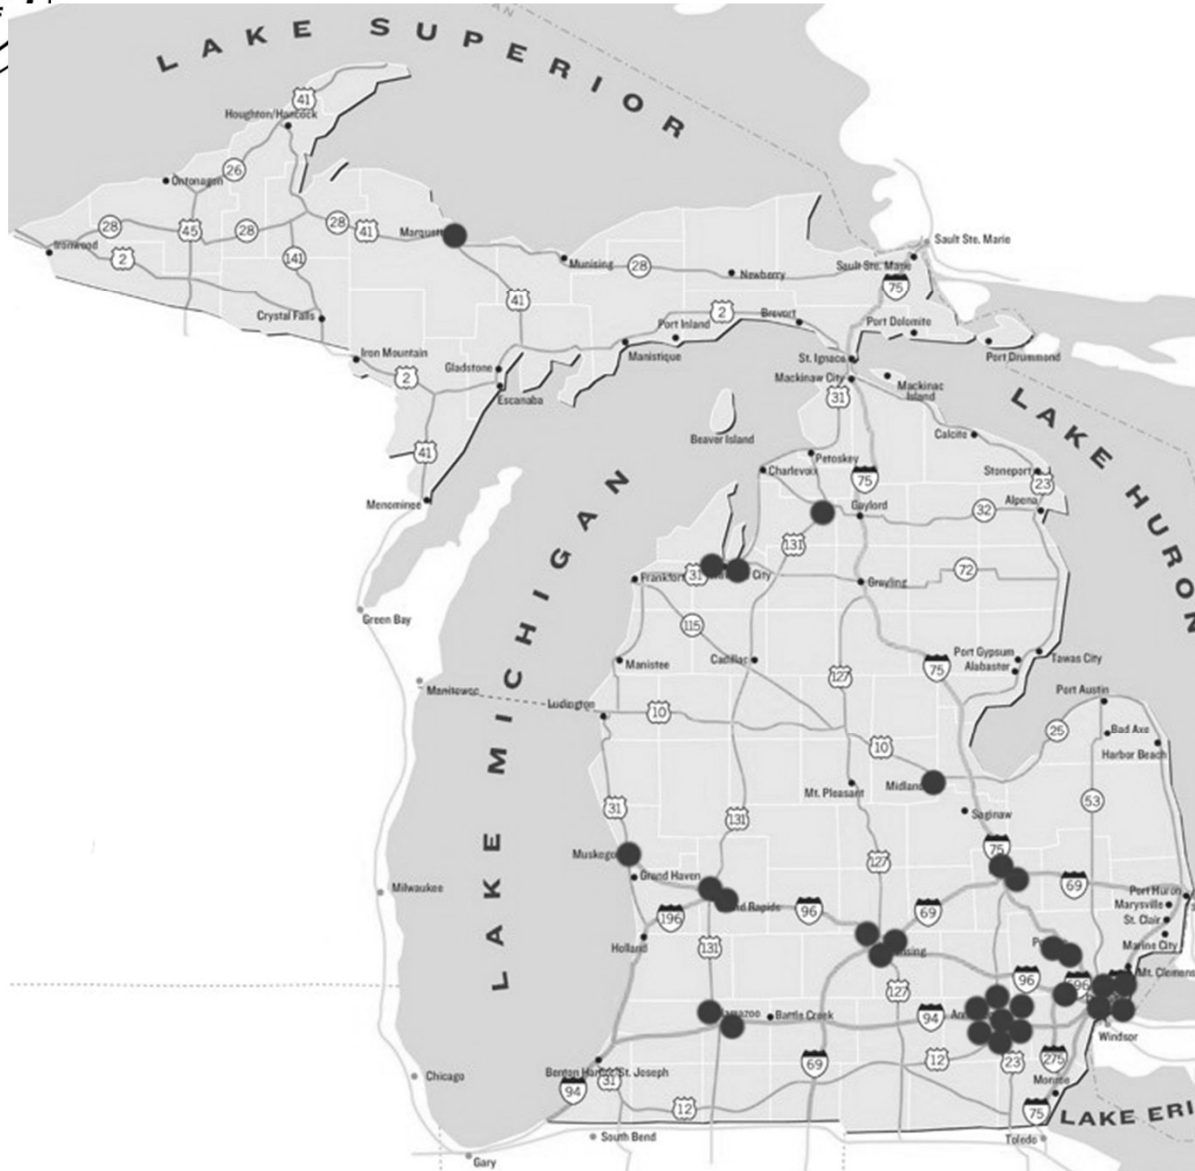 LAKE SUPERIOR
41
Houghton/Hancock
26
Ontonagon
28
45
28
28
41
Ironwood
2
141
Munising
28
Newberry
Sault Ste. Marie
Sault Ste. Marie
75
41
Crystal Falls
Port Inland
2
Brevort
Port Dolomite
Iron Mountain
Manistique
St. Ignace
Port Drummond
Gladstone
2
Mackinaw City
Mackinac
Island
31
Escanaba
LAKE HURON
Beaver Island
Calcite
41
Petoskey
Charlevoix
Stoneport
75
23
Menominee
Gaylord
32
Alpena
LAKE MICHIGAN
131
Frankfort
31
City
72
Grayling
Green Bay
115
Port Gypsum
Manistee
Cadillac
Alabaster
Tawas City
75
127
Manitowoc
Port Austin
Ludington
10
25
Bad Axe
10
Harbor Beach
Mt. Pleasant
53
31
131
Saginaw
75
127
Grand Haven
69
Milwaukee
Port Huron
Marysville
196
96
69
St. Clair
Holland
131
Marine City
96
Mt. Clemens
127
Battle Creek
94
Windsor
12
23
275
69
Benton Harbor/St. Joseph
Chicago
94
31
Monroe
12
75
LAKE ERI
South Bend
Toledo
Gary